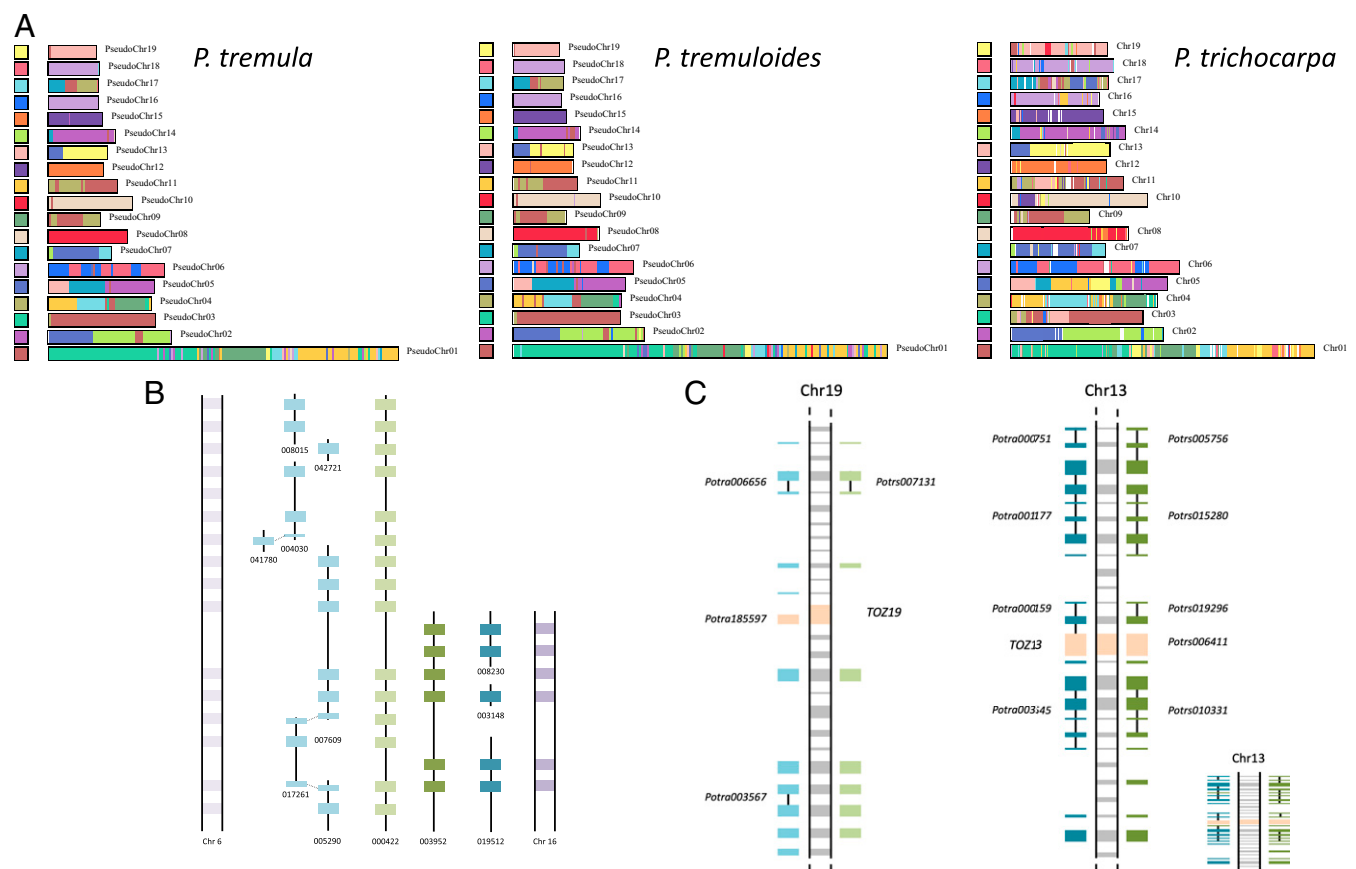 A
P. tremula
PseudoChr19
PseudoChr18
PseudoChr17
PseudoChr16
PseudoChr15
PseudoChr14
PseudoChr13
PseudoChr12
PseudoChr11
PseudoChr10
PseudoChr09
PseudoChr08
PseudoChr07
PseudoChr06
PseudoChr05
PseudoChr04
PseudoChr03
PseudoChr02
PseudoChr01
P. tremuloides
PseudoChr19
PseudoChr18
PseudoChr17
PseudoChr16
PseudoChr15
PseudoChr14
PseudoChr13
PseudoChr12
PseudoChr11
PseudoChr10
PseudoChr09
PseudoChr08
PseudoChr07
PseudoChr06
PseudoChr05
PseudoChr04
PseudoChr03
PseudoChr02
PseudoChr01
P. trichocarpa
Chr19
Chr18
Chr17
Chr16
Chr15
Chr14
Chr13
Chr12
Chr11
Chr10
Chr09
Chr08
Chr07
Chr06
Chr05
Chr04
Chr03
Chr02
Chr01
B
008015
042721
004030
041780
007609
017261
008230
003148
Chr 6
005290
000422
003952
019512
Chr 16
C
Chr19
Potra006656
Potrs007131
Potra185597
TOZ19
Potra003567
Chr13
Potra000751
Potrs005756
Potra001177
Potrs015280
Potra000159
Potrs019296
TOZ13
Potrs006411
Potra003145
Potrs010331
Chr13